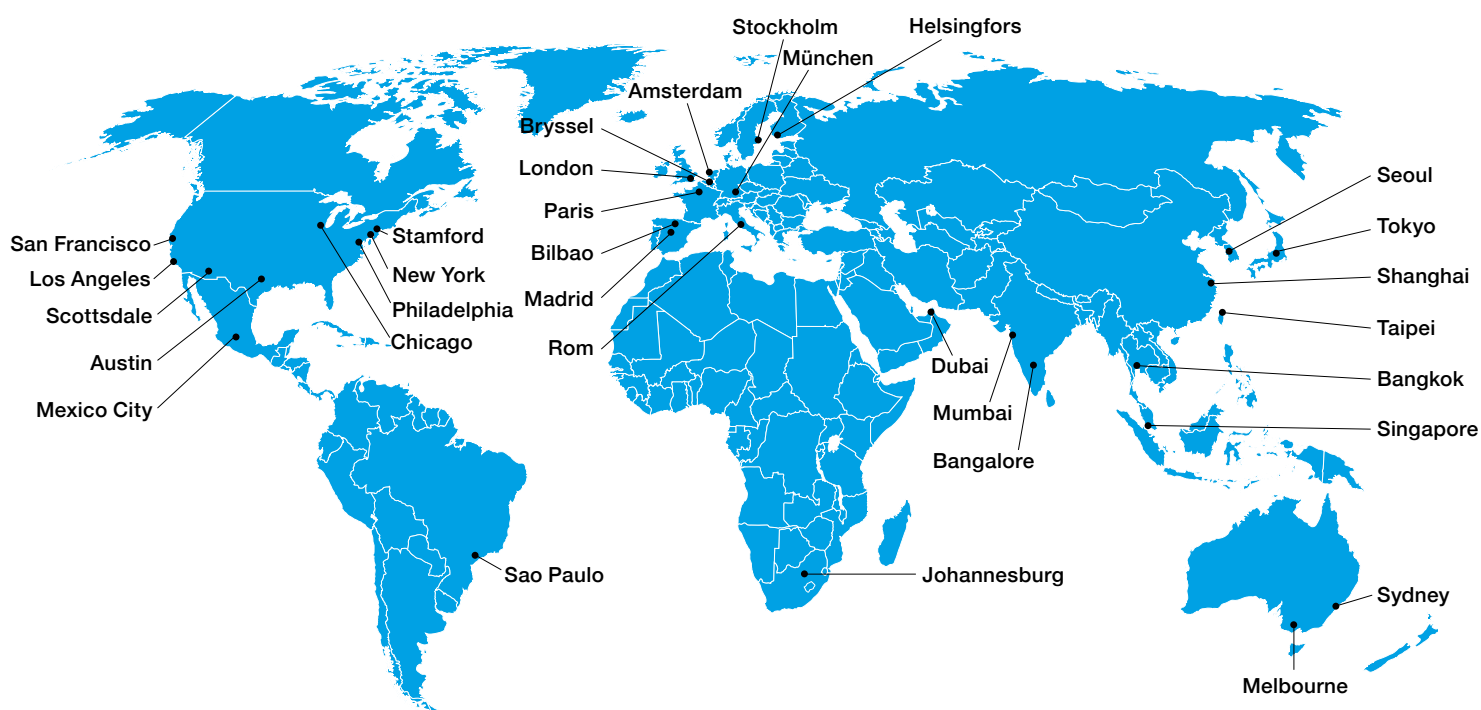 Stockholm
Helsingfors
München
Amsterdam
Bryssel
London
Paris
Bilbao
Madrid
Rom
San Francisco
Los Angeles
Scottsdale
Austin
Mexico City
Stamford
New York
Philadelphia
Chicago
Sao Paulo
Dubai
Mumbai
Bangalore
Johannesburg
Seoul
Tokyo
Shanghai
Taipei
Bangkok
Singapore
Sydney
Melbourne